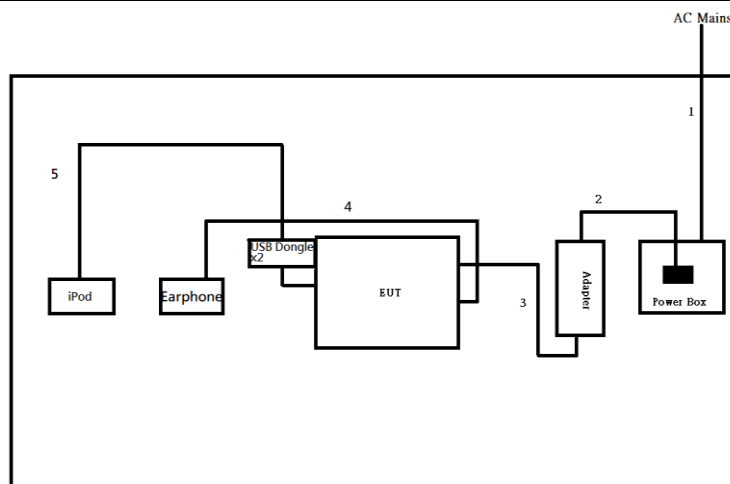 AC Mains
1
5
2
4
USB Dongle
x2
Adapter
iPod
Earphone
EUT
3
Power Box